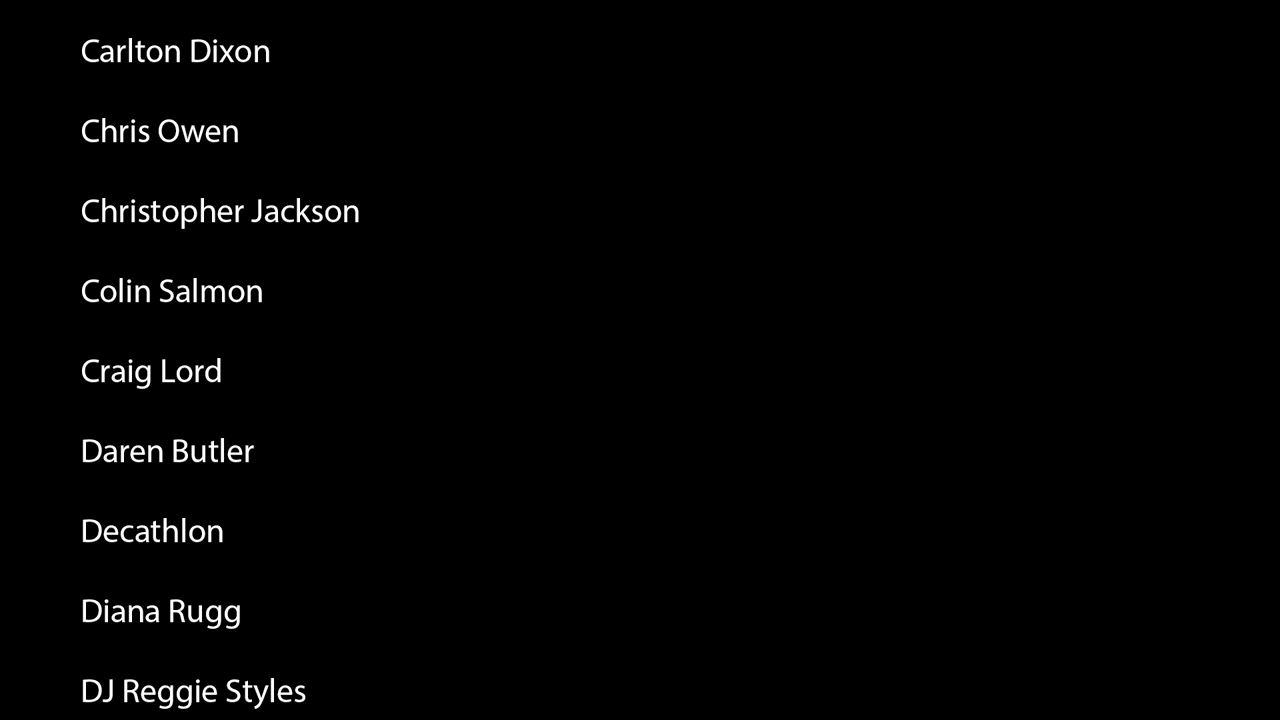 Carlton Dixon
Chris Owen
Christopher Jackson
Colin Salmon
Craig Lord
Daren Butler
Decathlon
Diana Rugg
DJ Reggie Styles